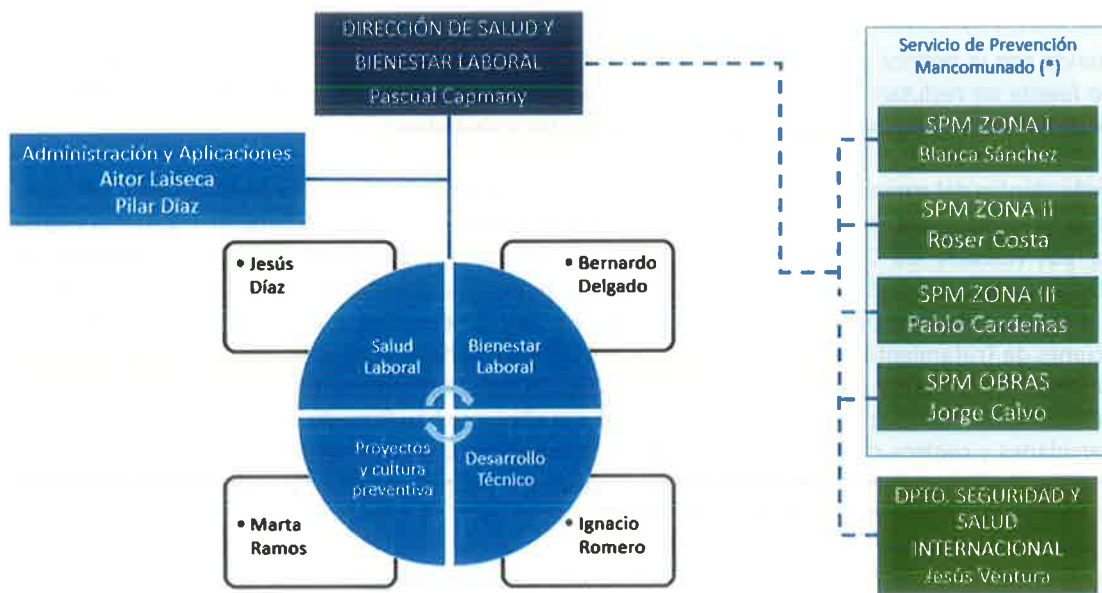 DIRECCIÓN DE SALUD Y
BIENESTAR LABORAL
Pascual Capmany
Administración y Aplicaciones
Aitor Laiseca
Pilar Díaz
• Jesús
Díaz
• Bernardo
Delgado
Salud
Laboral
Bienestar
Laboral
Proyectos
y cultura
preventiva
Desarrollo
Técnico
• Marta
Ramos
• Ignacio
Romero
Servicio de Prevención
Mancomunado (*)
SPM ZONA I
Blanca Sánchez
SPM ZONA II
Roser Costa
SPM ZONA III
Pablo Cardeñas
SPM OBRAS
Jorge Calvo
DPTO. SEGURIDAD Y
SALUD
INTERNACIONAL
Jesús Ventura